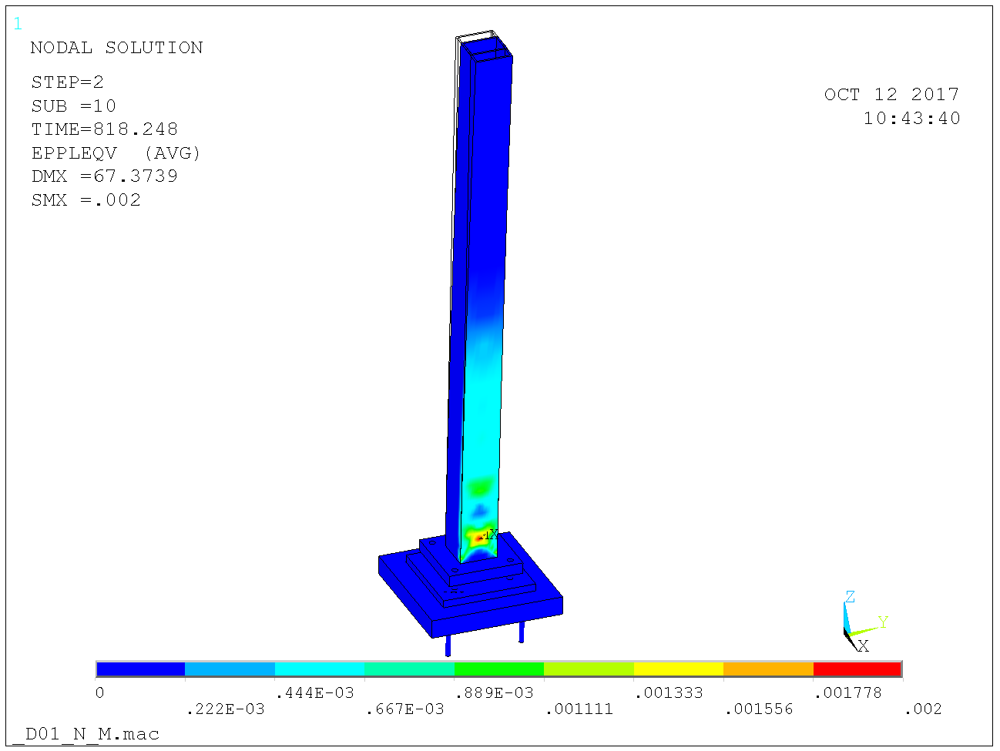 1
NODAL SOLUTION
STEP=2
SUB =10
TIME=818.248
EPPLEQV (AVG)
DMX =67.3739
SMX =.002
OCT 12 2017
10:43:40
MX
Z
Y
X
0
.222E-03
.444E-03
.667E-03
.889E-03
.001111
.001333
.001556
.001778
.002
_D01_N_M.mac